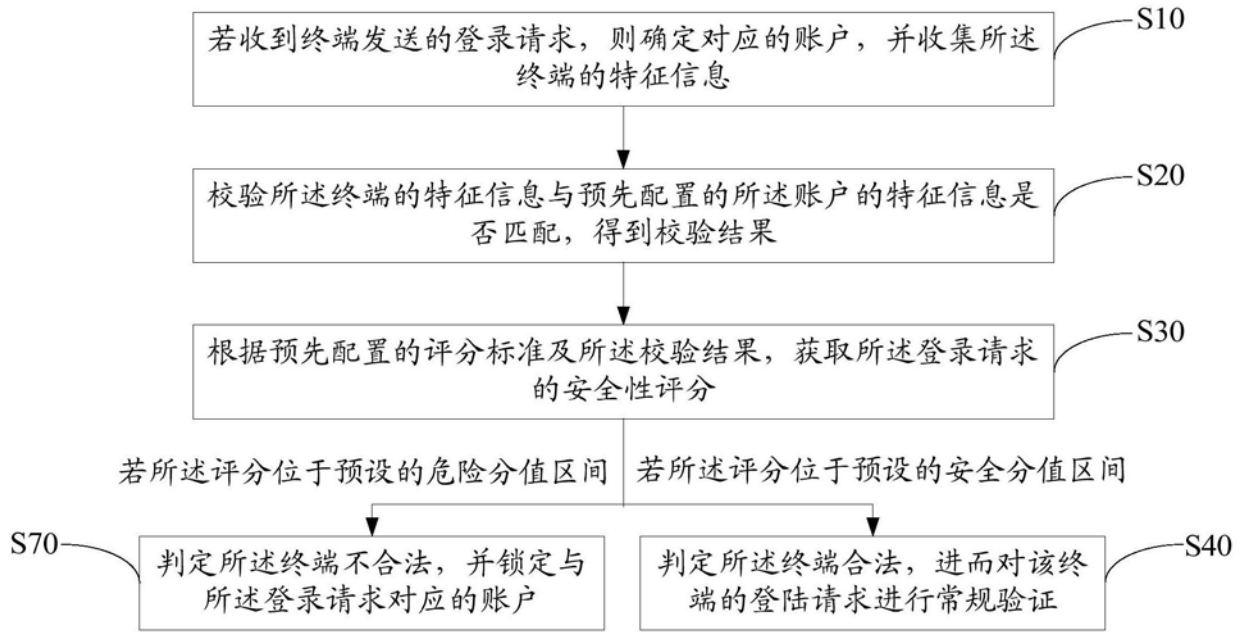 若收到终端发送的登录请求，则确定对应的账户，并收集所述
终端的特征信息
S10
校验所述终端的特征信息与预先配置的所述账户的特征信息是
否匹配，得到校验结果
S20
根据预先配置的评分标准及所述校验结果，获取所述登录请求
的安全性评分
S30
若所述评分位于预设的危险分值区间
若所述评分位于预设的安全分值区间
S70
判定所述终端不合法，并锁定与
所述登录请求对应的账户
判定所述终端合法，进而对该终
端的登陆请求进行常规验证
S40